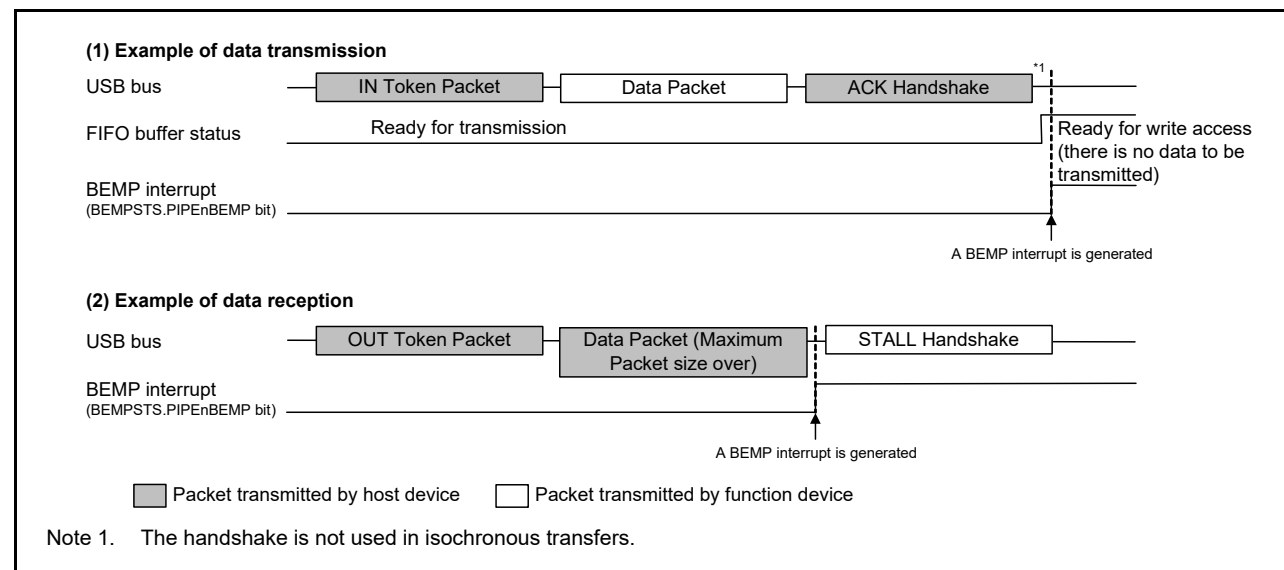 (1) Example of data transmission
USB bus
IN Token Packet
Data Packet
ACK Handshake
*1
FIFO buffer status
Ready for transmission
Ready for write access
(there is no data to be
transmitted)
BEMP interrupt
(BEMPSTS.PIPEnBEMP bit)
A BEMP interrupt is generated
(2) Example of data reception
USB bus
OUT Token Packet
Data Packet (Maximum
Packet size over)
STALL Handshake
BEMP interrupt
(BEMPSTS.PIPEnBEMP bit)
A BEMP interrupt is generated
Packet transmitted by host device
Packet transmitted by function device
Note 1. The handshake is not used in isochronous transfers.